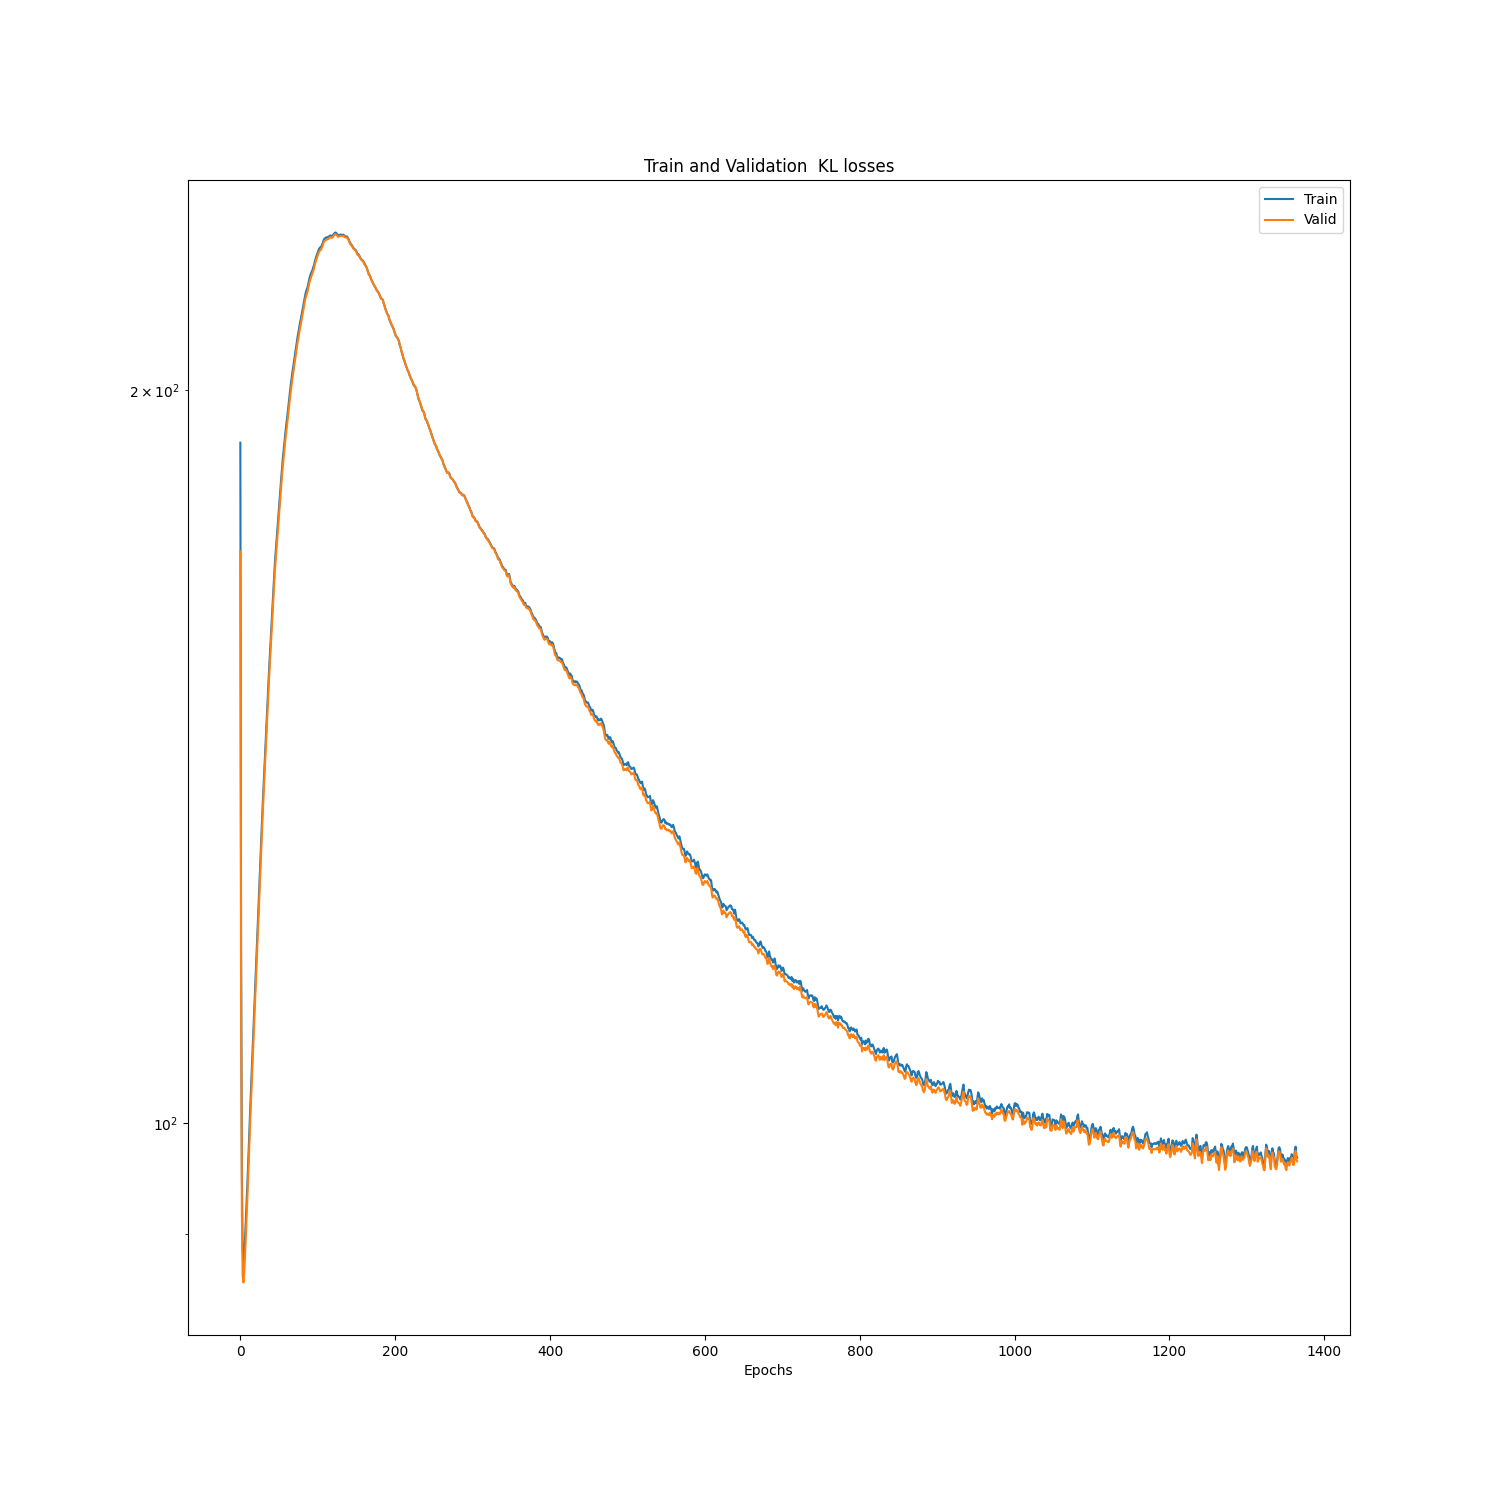 Train and Validation  KL losses
Train
Valid
2 × 10²
10²
0 200 400 600 800 1000 1200 1400
Epochs